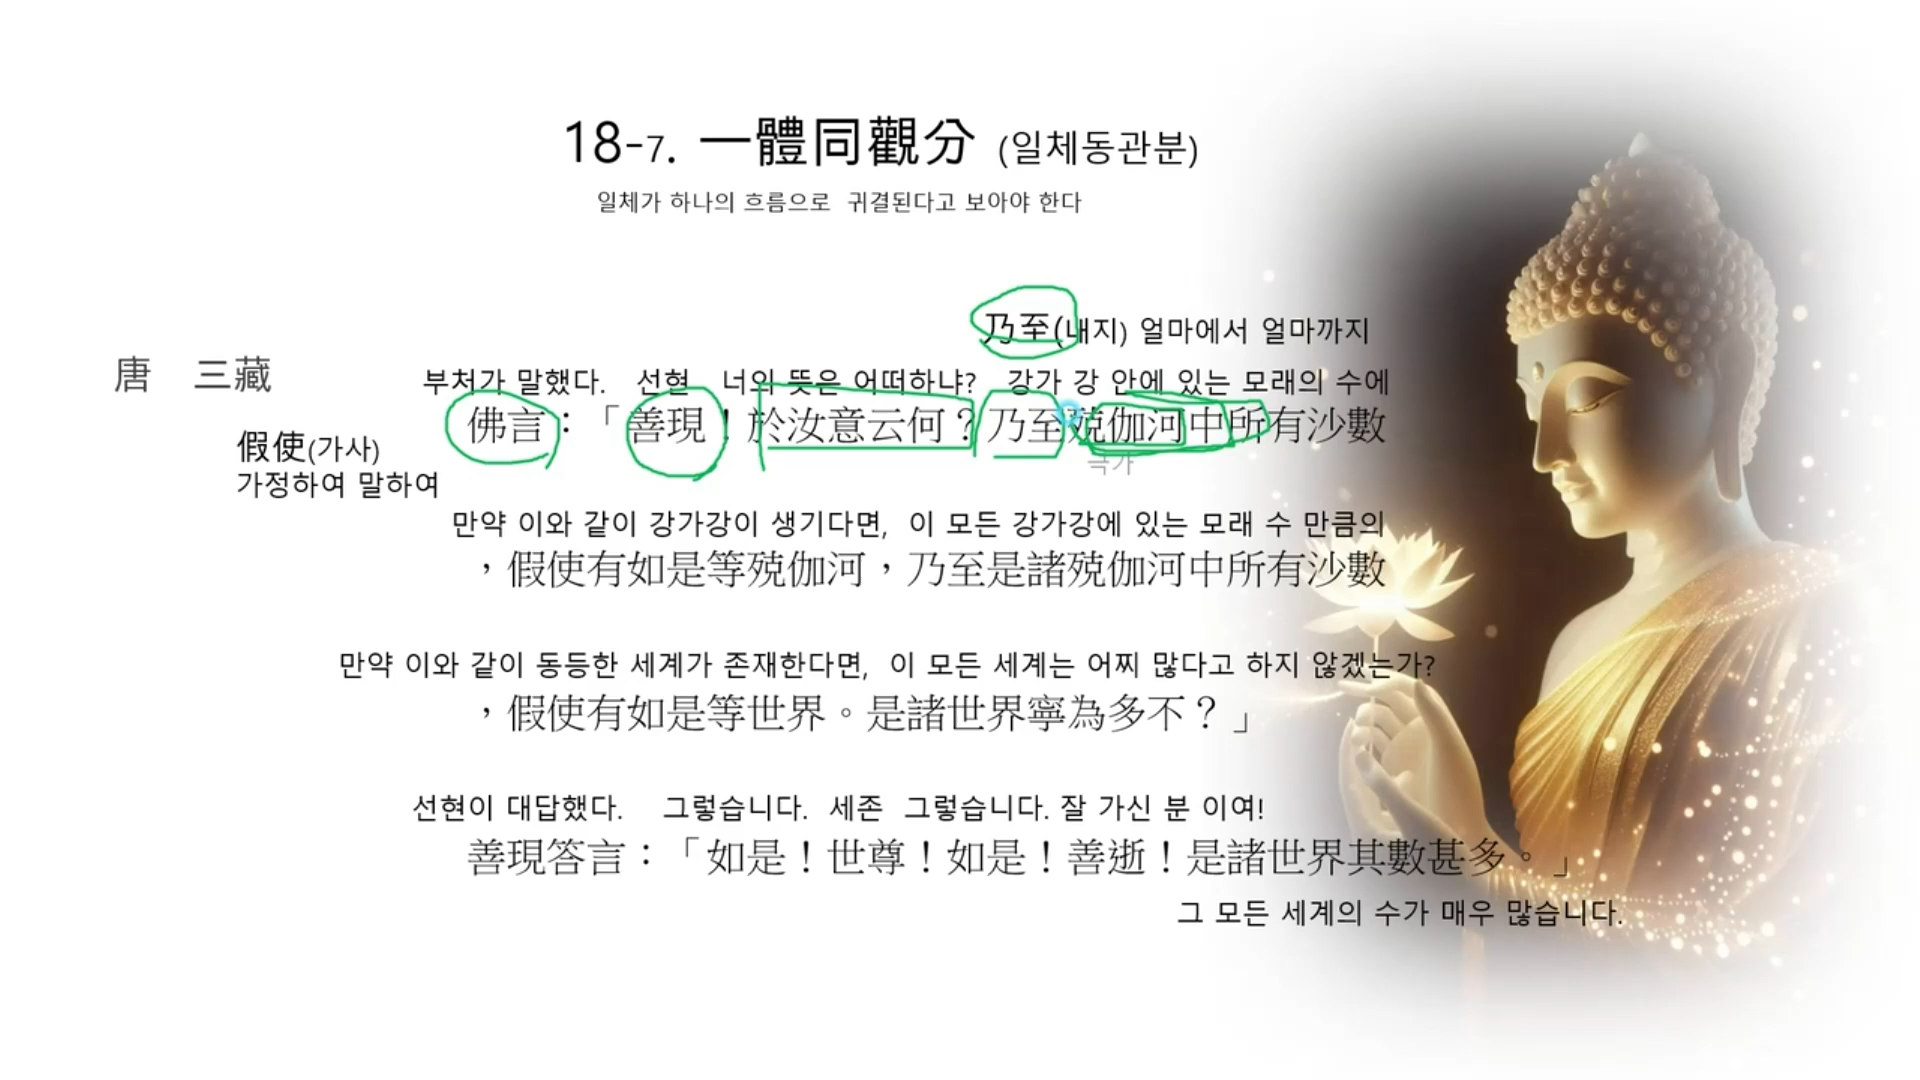 18-7. 一體同觀分 (일체동관분)
일체가 하나의 흐름으로 귀결된다고 보아야 한다
乃至(내지) 얼마에서 얼마까지
唐 三藏
부처가 말했다. 선현 너의 뜻은 어떠하냐? 강가 강 안에 있는 모래의 수에
佛言：「善現！於汝意云何？乃至殑伽河中所有沙數
극가
假使(가사)
가정하여 말하여
만약 이와 같이 강가강이 생기다면, 이 모든 강가강에 있는 모래 수 만큼의
，假使有如是等殑伽河，乃至是諸殑伽河中所有沙數
만약 이와 같이 동등한 세계가 존재한다면, 이 모든 세계는 어찌 많다고 하지 않겠는가?
，假使有如是等世界。是諸世界寧為多不？」
선현이 대답했다. 그렇습니다. 세존 그렇습니다. 잘 가신 분 이여!
善現答言：「如是！世尊！如是！善逝！是諸世界其數甚多。」
그 모든 세계의 수가 매우 많습니다.